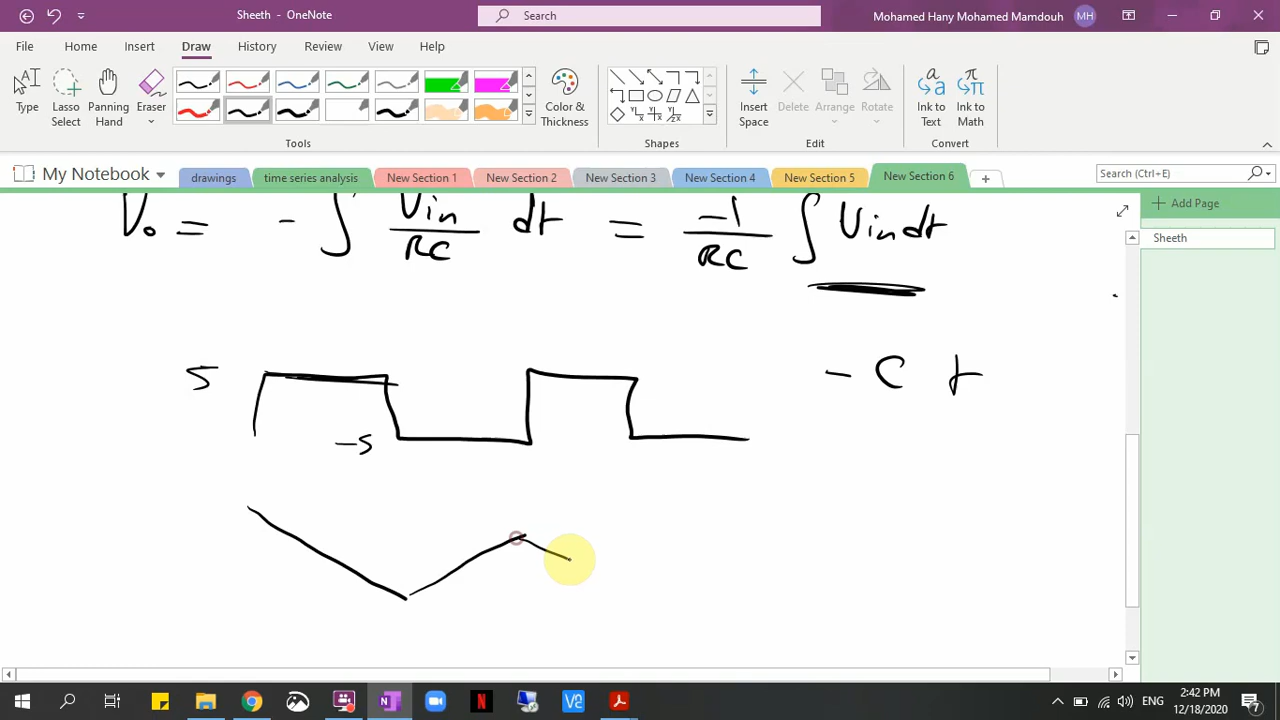 Sheeth - OneNote
Search
Mohamed Hany Mohamed Mamdouh
MH
File Home Insert Draw History Review View Help
Type
Lasso Select
Panning Hand
Eraser
Color & Thickness
Insert Space
Delete
Arrange
Rotate
Ink to Text
Ink to Math
Tools
Shapes
Edit
Convert
My Notebook
drawings
time series analysis
New Section 1
New Section 2
New Section 3
New Section 4
New Section 5
New Section 6
Search (Ctrl+E)
Add Page
Sheeth
Vo = - ∫ Vin/RC dt = -1/RC ∫ Vin dt
5
-5
- C t
ENG
2:42 PM
12/18/2020
7